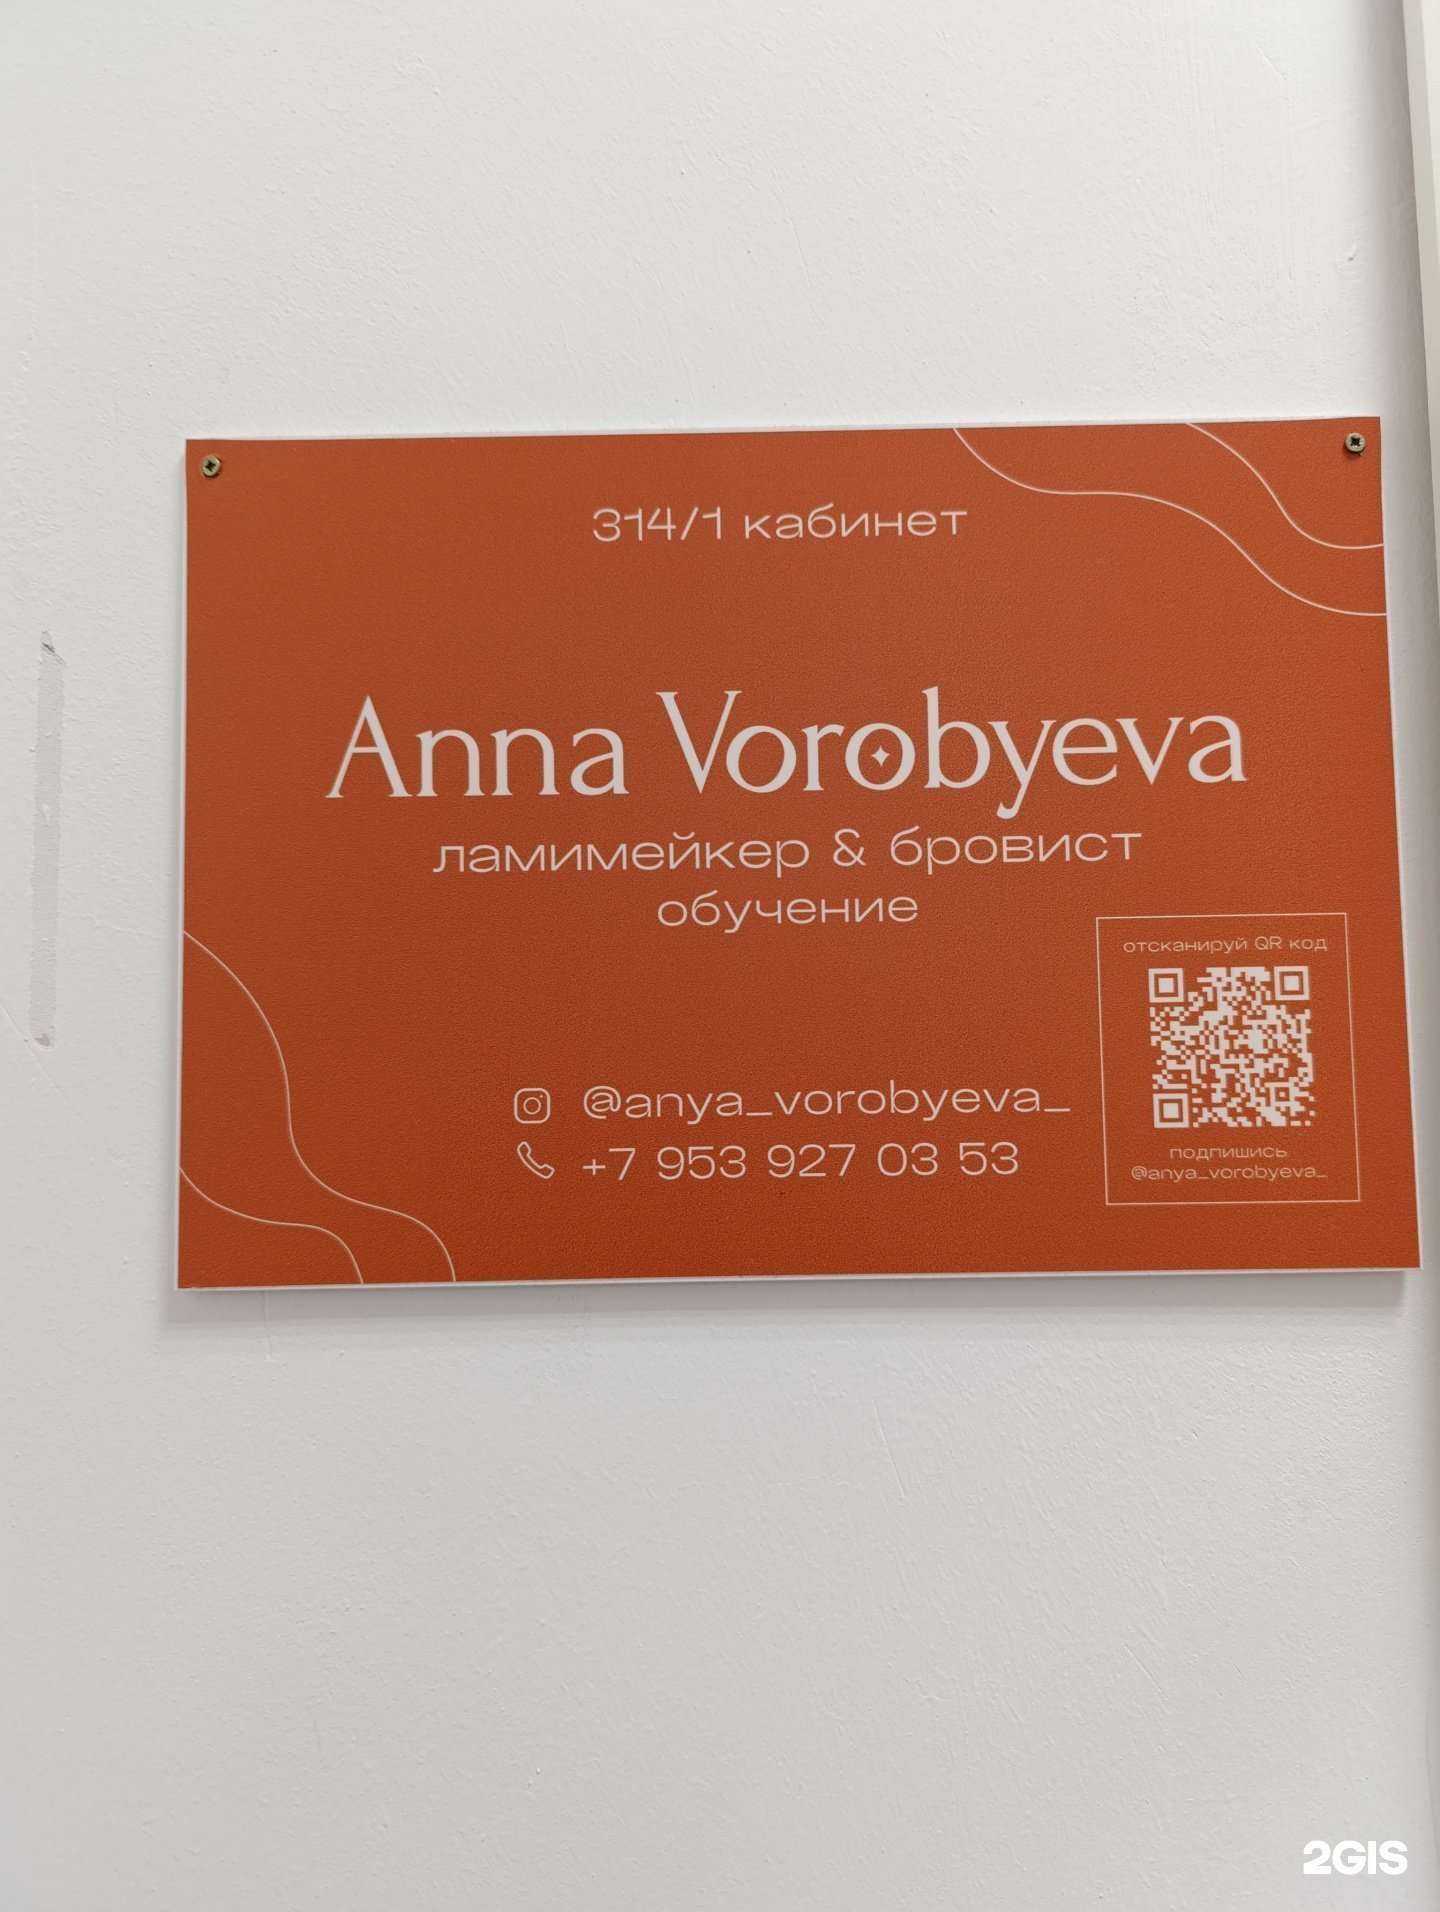 314/1 кабинет
Anna Vorobyeva
ламимейкер & бровист
обучение
отсканируй QR код
@anya_vorobyeva_
+7 953 927 03 53
подпишись
@anya_vorobyeva_
2GIS